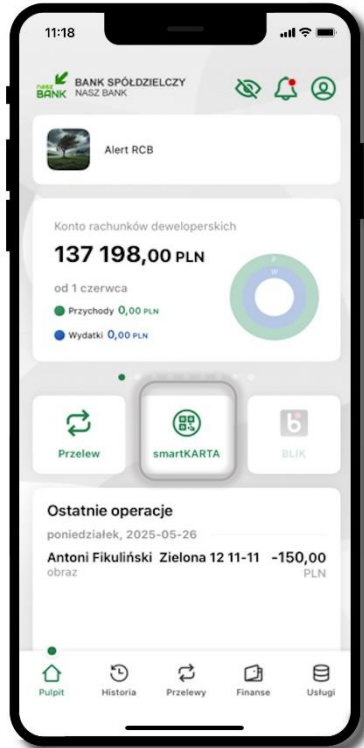 11:18
nasz BANK
BANK SPÓŁDZIELCZY
NASZ BANK
Alert RCB
Konto rachunków deweloperskich
137 198,00 PLN
od 1 czerwca
Przychody 0,00 PLN
Wydatki 0,00 PLN
P
W
Przelew
smartKARTA
BLIK
Ostatnie operacje
poniedziałek, 2025-05-26
Antoni Fikuliński Zielona 12 11-11 -150,00
obraz PLN
Pulpit Historia Przelewy Finanse Usługi